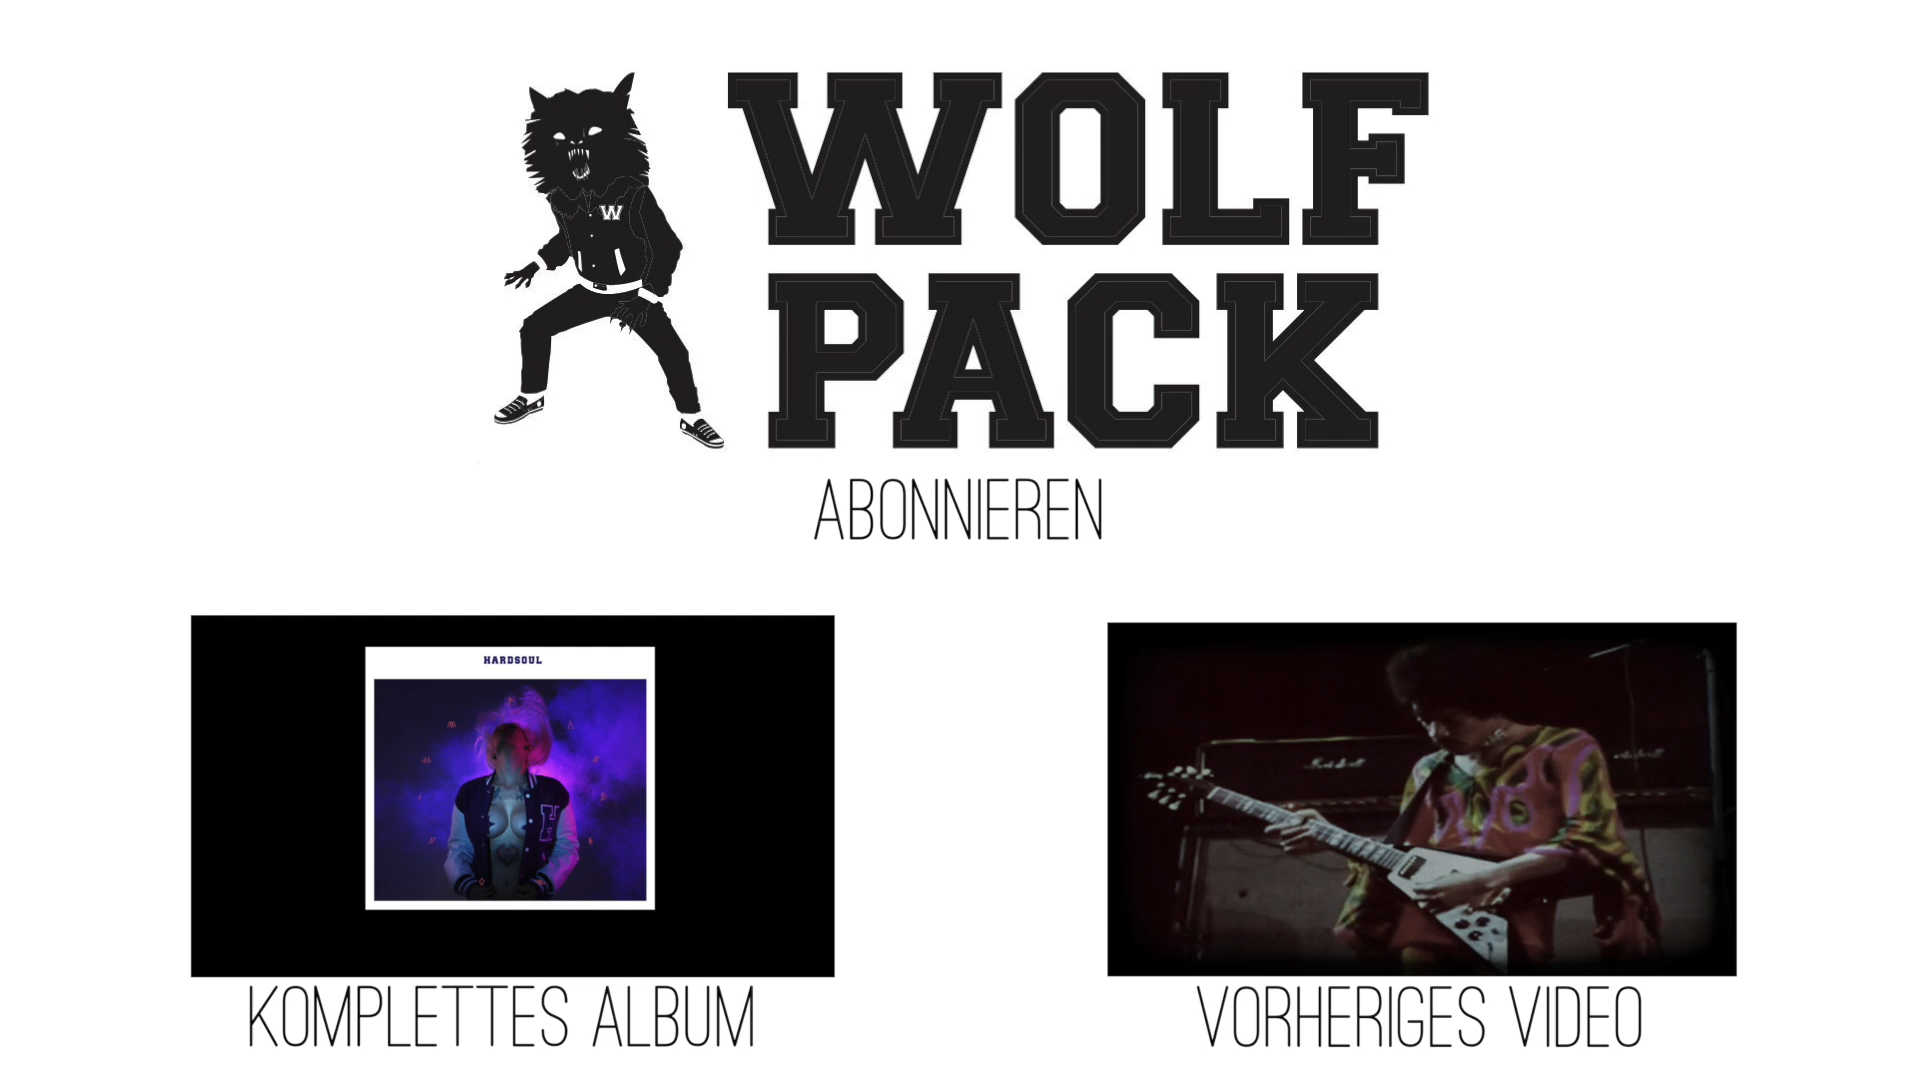 WOLF
PACK
W
ABONNIEREN
HARDSOUL
KOMPLETTES ALBUM
VORHERIGES VIDEO